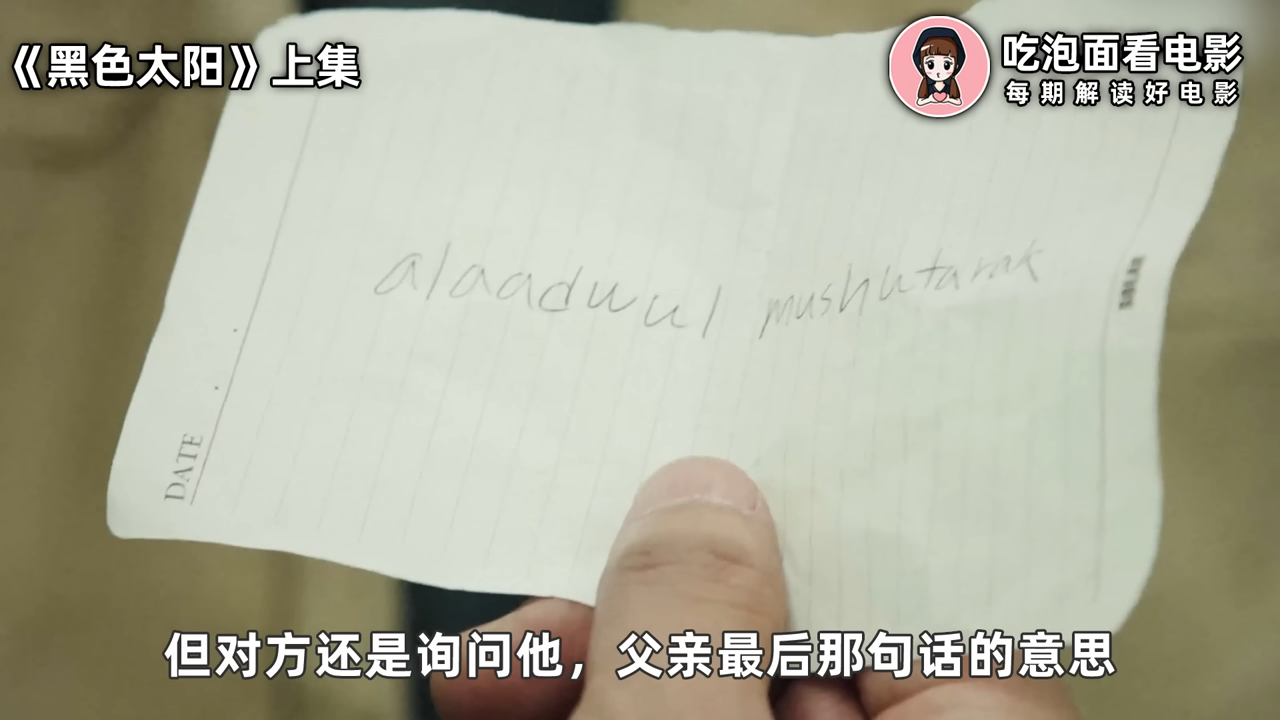 《黑色太阳》上集
吃泡面看电影
每期解读好电影
alaaduul mushutarak
DATE
但对方还是询问他，父亲最后那句话的意思